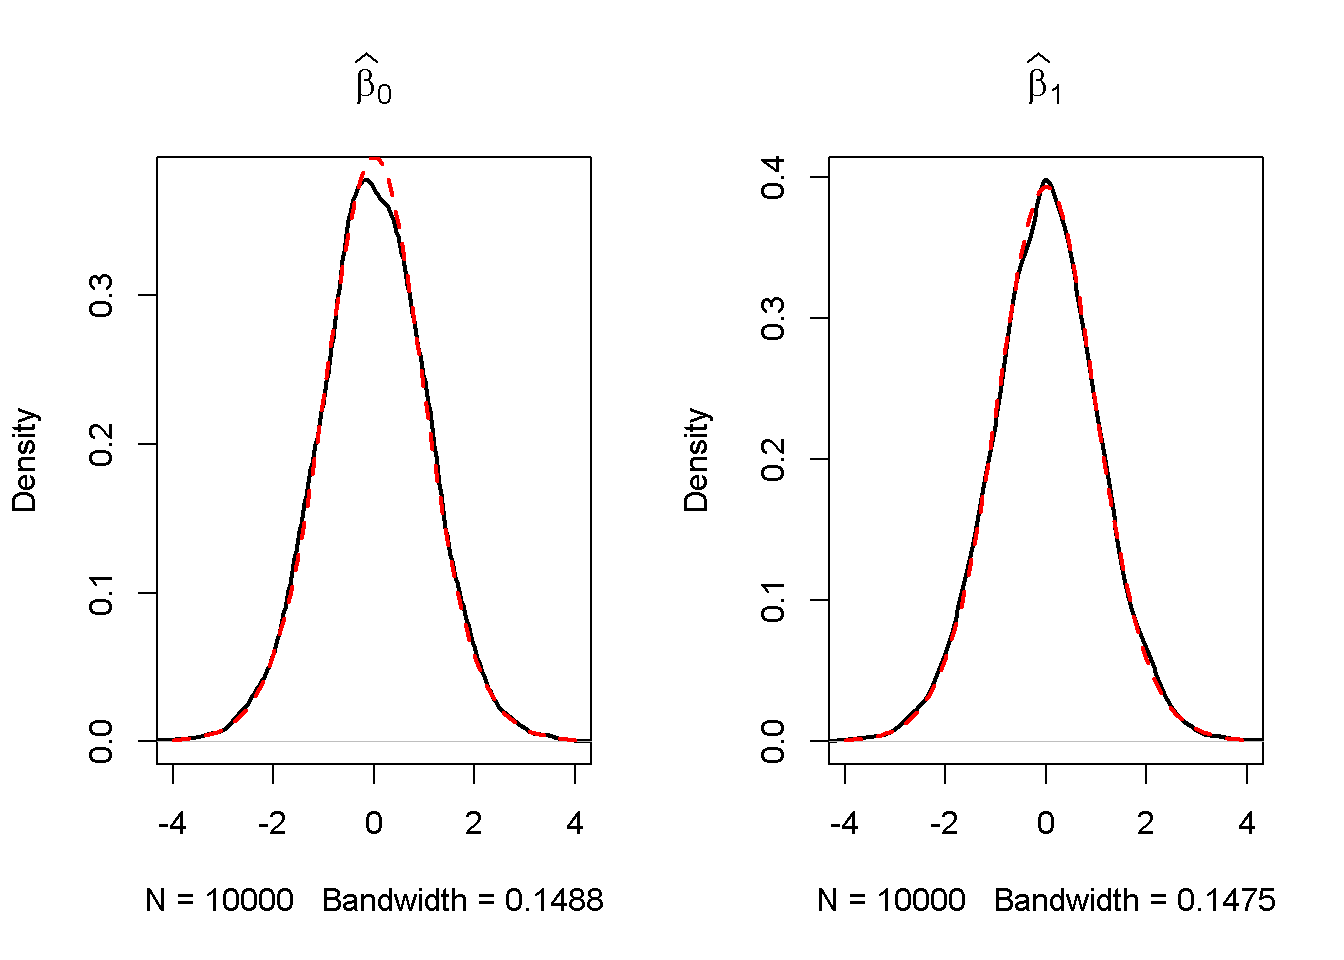 β̂₀
Density
0.0 0.1 0.2 0.3
-4 -2 0 2 4
N = 10000 Bandwidth = 0.1488
β̂₁
Density
0.0 0.1 0.2 0.3 0.4
-4 -2 0 2 4
N = 10000 Bandwidth = 0.1475